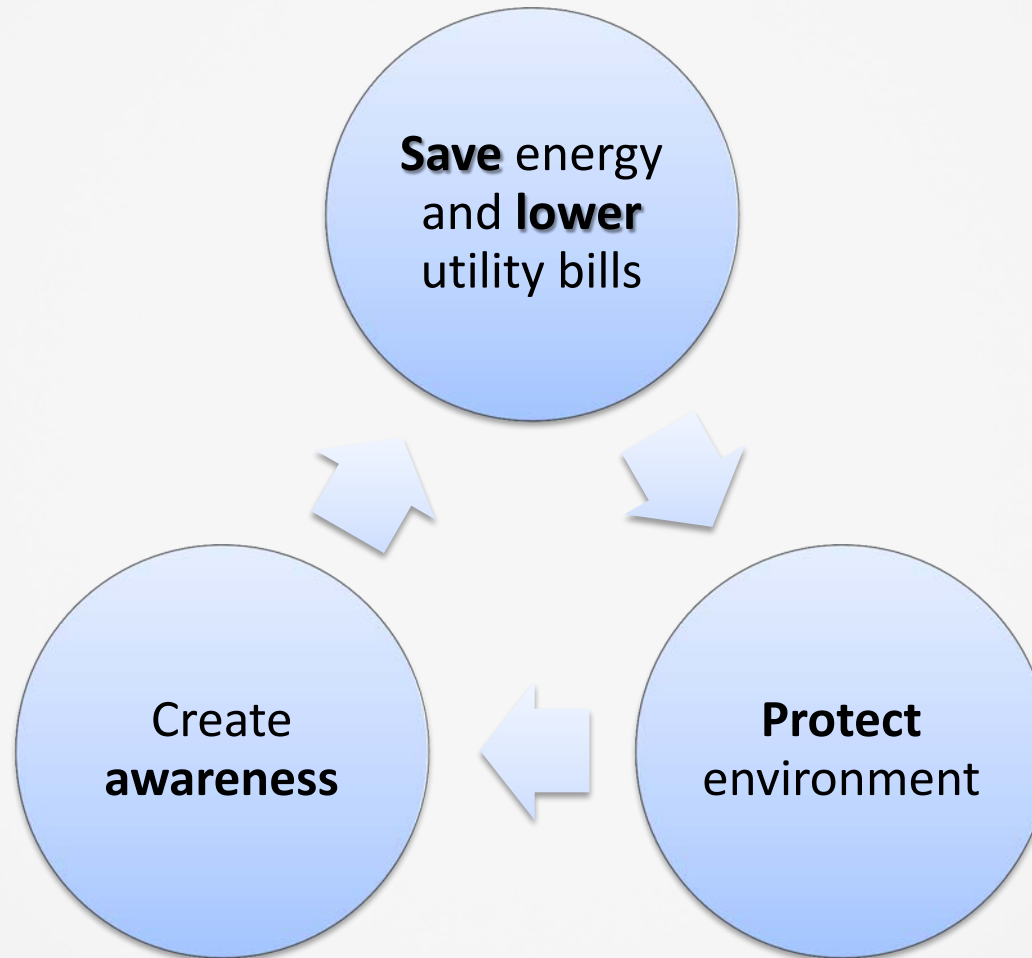 Save energy
and lower
utility bills
Protect
environment
Create
awareness